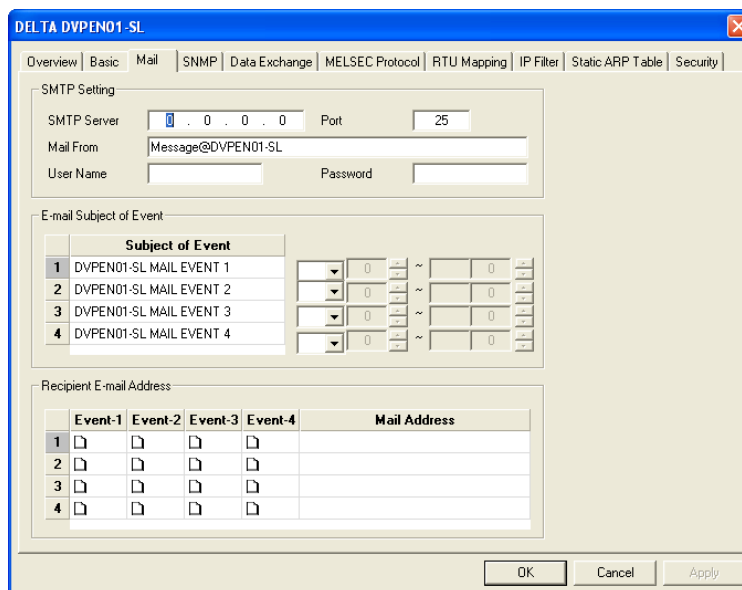 DELTA DVPEN01-SL
Overview Basic Mail SNMP Data Exchange MELSEC Protocol RTU Mapping IP Filter Static ARP Table Security
SMTP Setting
SMTP Server 0 . 0 . 0 . 0 Port 25
Mail From Message@DVPEN01-SL
User Name Password
E-mail Subject of Event
Subject of Event
1 DVPEN01-SL MAIL EVENT 1 0 ~ 0
2 DVPEN01-SL MAIL EVENT 2 0 ~ 0
3 DVPEN01-SL MAIL EVENT 3 0 ~ 0
4 DVPEN01-SL MAIL EVENT 4 0 ~ 0
Recipient E-mail Address
Event-1 Event-2 Event-3 Event-4 Mail Address
1
2
3
4
OK Cancel Apply